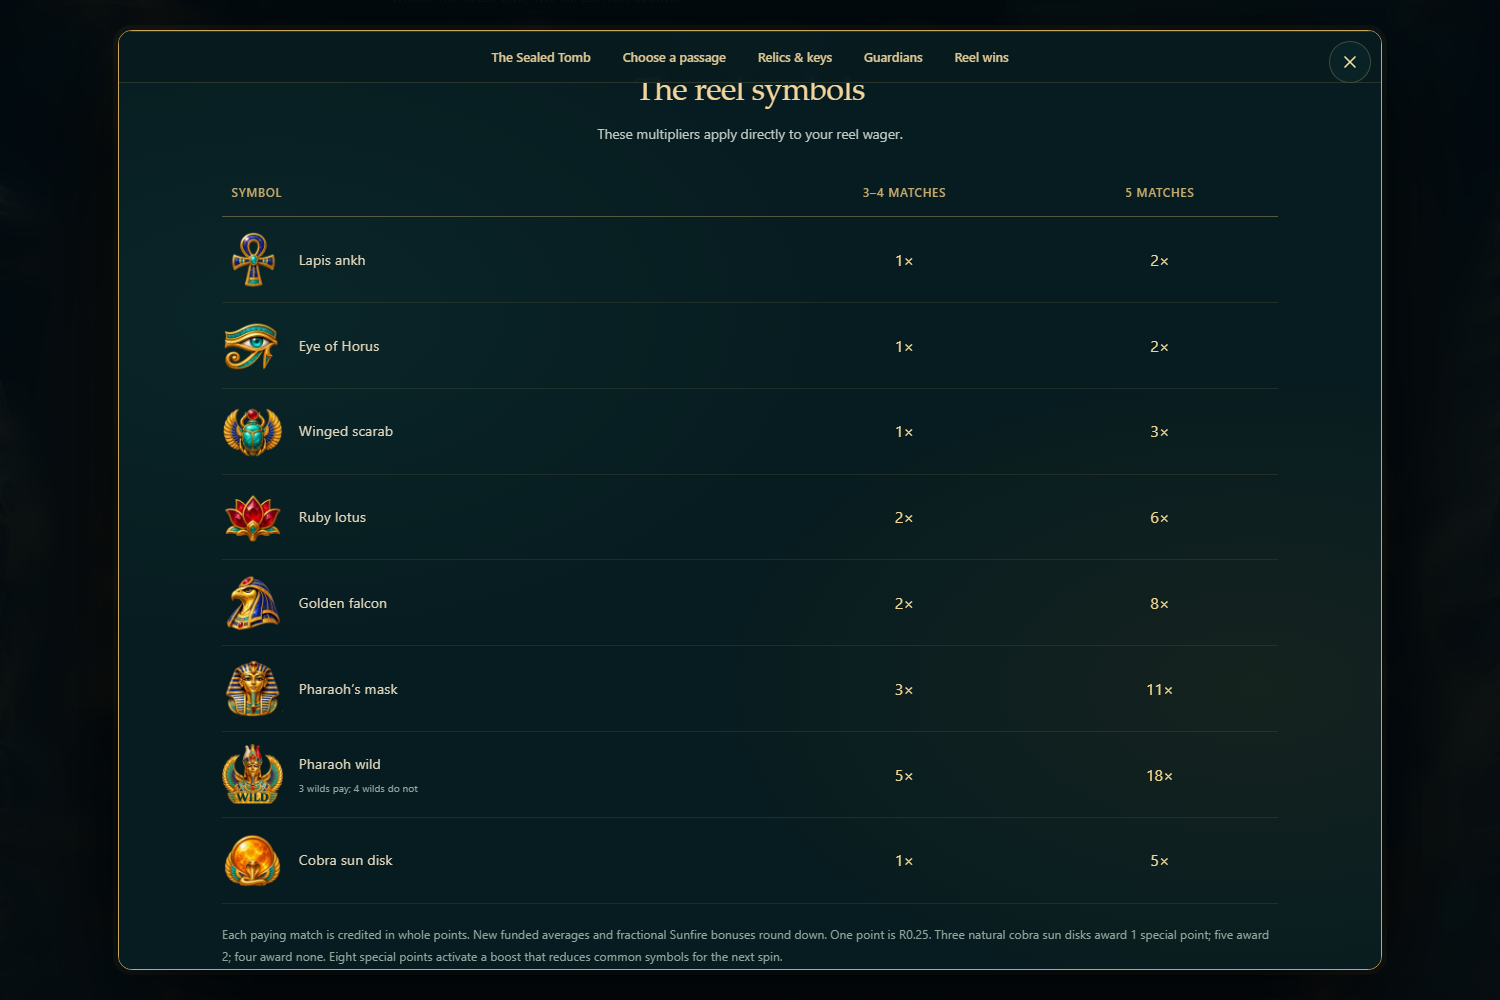 The Sealed Tomb Choose a passage Relics & keys Guardians Reel wins
The reel symbols
These multipliers apply directly to your reel wager.
SYMBOL 3–4 MATCHES 5 MATCHES
Lapis ankh 1× 2×
Eye of Horus 1× 2×
Winged scarab 1× 3×
Ruby lotus 2× 6×
Golden falcon 2× 8×
Pharaoh’s mask 3× 11×
Pharaoh wild 5× 18×
3 wilds pay; 4 wilds do not
WILD
Cobra sun disk 1× 5×
Each paying match is credited in whole points. New funded averages and fractional Sunfire bonuses round down. One point is R0.25. Three natural cobra sun disks award 1 special point; five award
2; four award none. Eight special points activate a boost that reduces common symbols for the next spin.